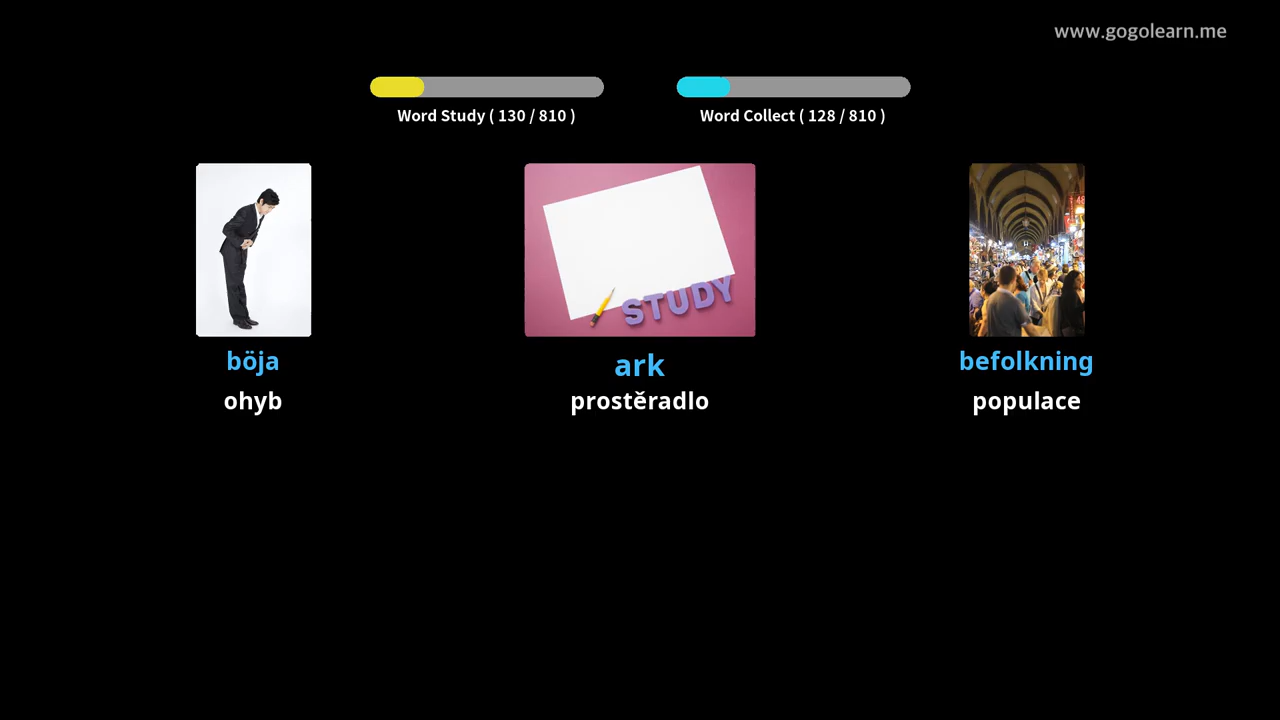 www.gogolearn.me
Word Study ( 130 / 810 )
Word Collect ( 128 / 810 )
STUDY
böja
ark
befolkning
ohyb
prostěradlo
populace